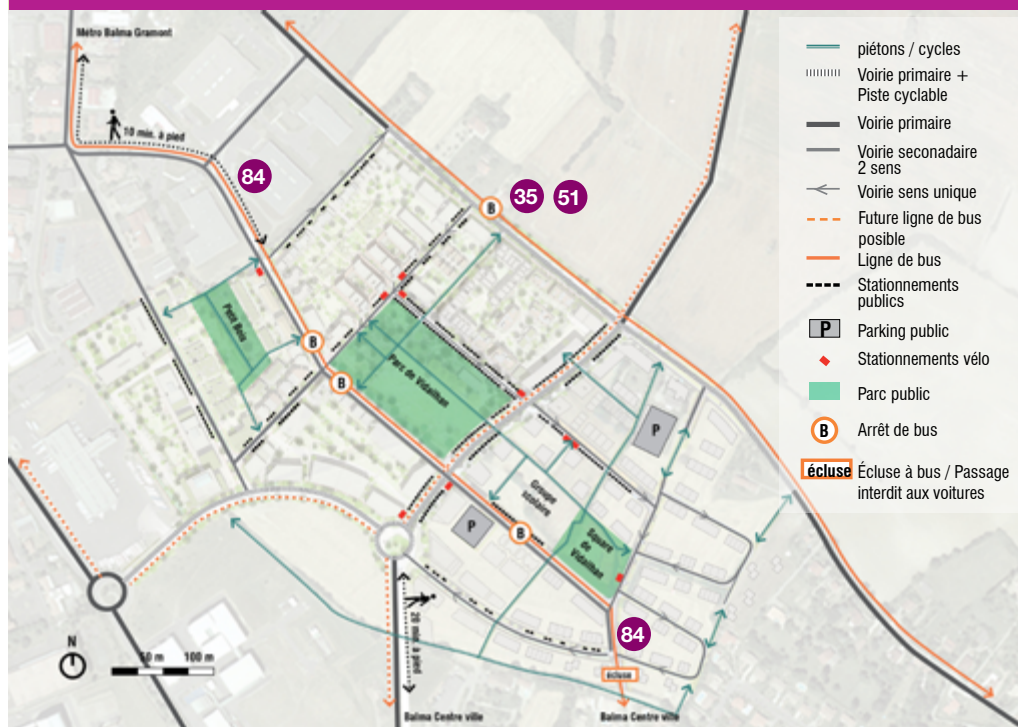 Métro Balma Gramont
10 min. à pied
84
35
51
B
Petit Bois
B
B
Parc de Vidailhan
P
Groupe
scolaire
P
B
Square
de
Vidailhan
20 min. à pied
84
écluse
N
50 m
100 m
Balma Centre ville
Balma Centre ville
piétons / cycles
Voirie primaire +
Piste cyclable
Voirie primaire
Voirie seconadaire
2 sens
Voirie sens unique
Future ligne de bus
posible
Ligne de bus
Stationnements
publics
P Parking public
Stationnements vélo
Parc public
B Arrêt de bus
écluse Écluse à bus / Passage
interdit aux voitures